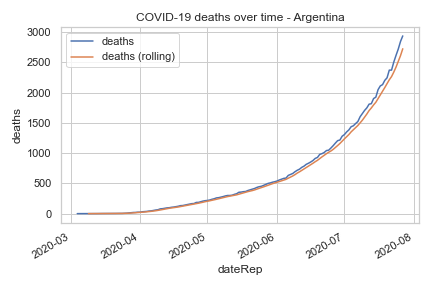 COVID-19 deaths over time - Argentina
deaths
deaths (rolling)
3000
2500
2000
1500
1000
500
0
deaths
2020-03
2020-04
2020-05
2020-06
2020-07
2020-08
dateRep